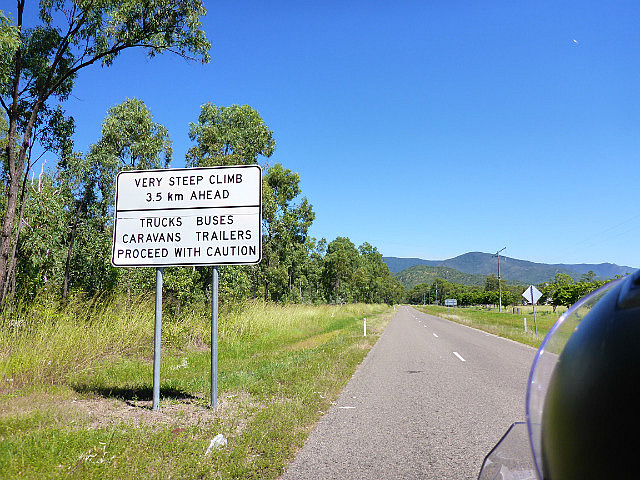 VERY STEEP CLIMB
3.5 km AHEAD
TRUCKS BUSES
CARAVANS TRAILERS
PROCEED WITH CAUTION